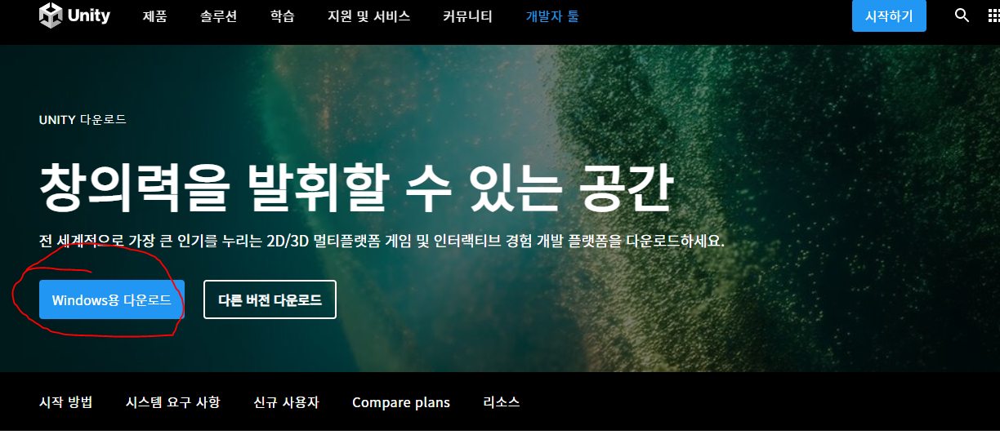 Unity 제품 솔루션 학습 지원 및 서비스 커뮤니티 개발자 툴 시작하기
UNITY 다운로드
창의력을 발휘할 수 있는 공간
전 세계적으로 가장 큰 인기를 누리는 2D/3D 멀티플랫폼 게임 및 인터랙티브 경험 개발 플랫폼을 다운로드하세요.
Windows용 다운로드 다른 버전 다운로드
시작 방법 시스템 요구 사항 신규 사용자 Compare plans 리소스